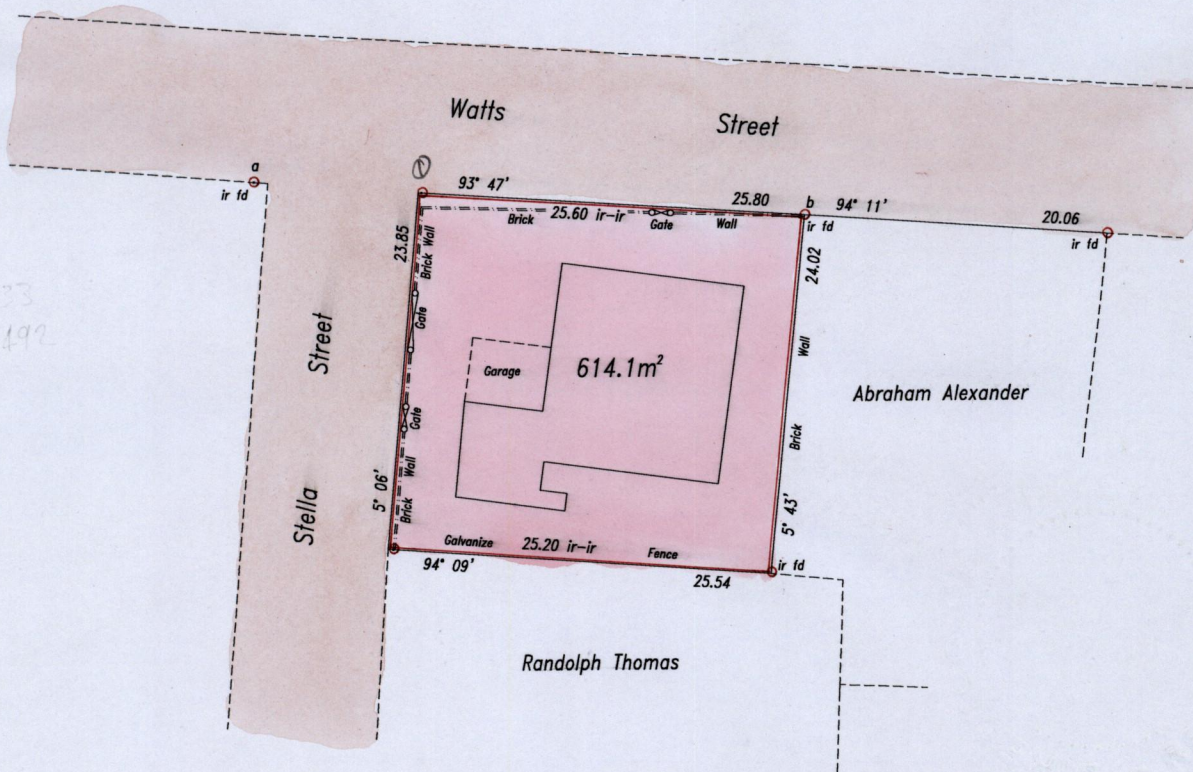 Watts Street
a
ir fd
93° 47'
25.80
b
94° 11'
20.06
ir fd
ir fd
Brick
25.60 ir-ir
Gate
Wall
23.85
Brick Wall
Gate
24.02
Wall
Stella Street
Garage
614.1m²
Abraham Alexander
Gate
Brick
Wall
5° 06'
Brick
5° 43'
Galvanize
25.20 ir-ir
Fence
ir fd
94° 09'
25.54
Randolph Thomas